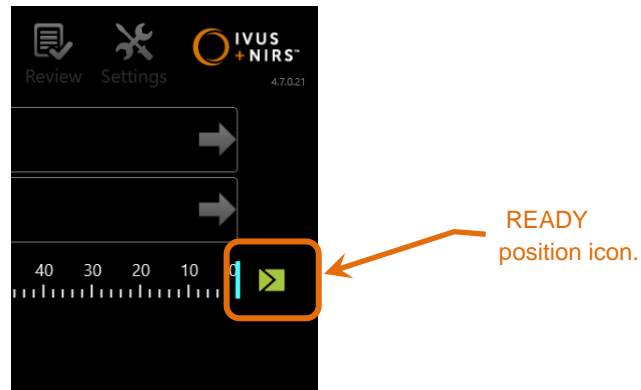 IVUS
+NIRS™
Review Settings
4.7.0.21
READY
position icon.
40 30 20 10 0